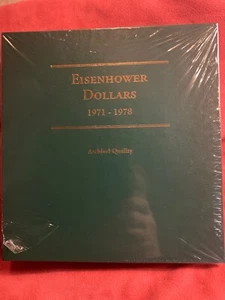 EISENHOWER
DOLLARS
1971 - 1978
Archival Quality